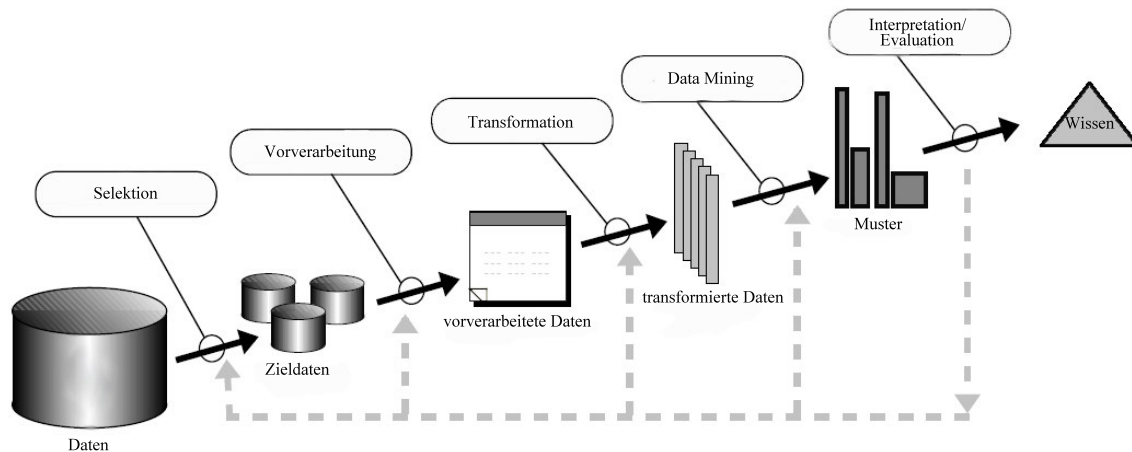 Interpretation/
Evaluation
Data Mining
Transformation
Vorverarbeitung
Selektion
Wissen
Muster
transformierte Daten
vorverarbeitete Daten
Zieldaten
Daten